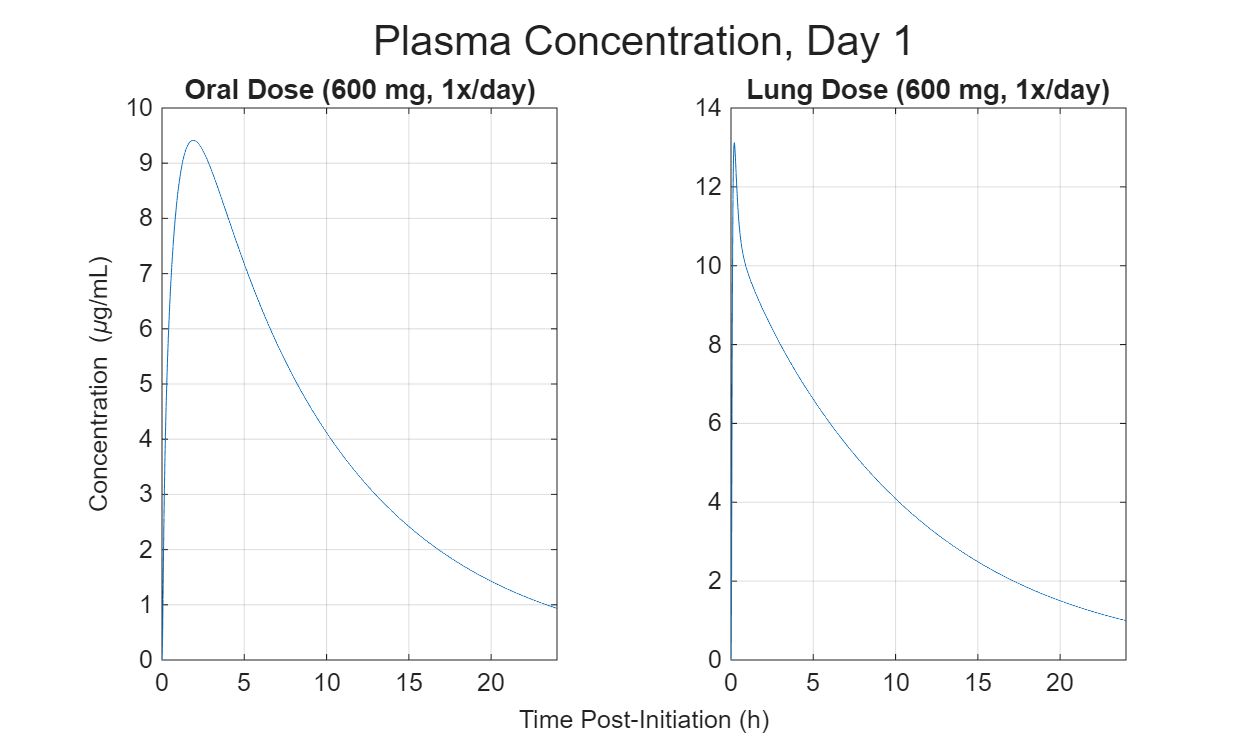 Plasma Concentration, Day 1
Oral Dose (600 mg, 1x/day)
Lung Dose (600 mg, 1x/day)
Concentration (μg/mL)
10
9
8
7
6
5
4
3
2
1
0
0 5 10 15 20
14
12
10
8
6
4
2
0
0 5 10 15 20
Time Post-Initiation (h)